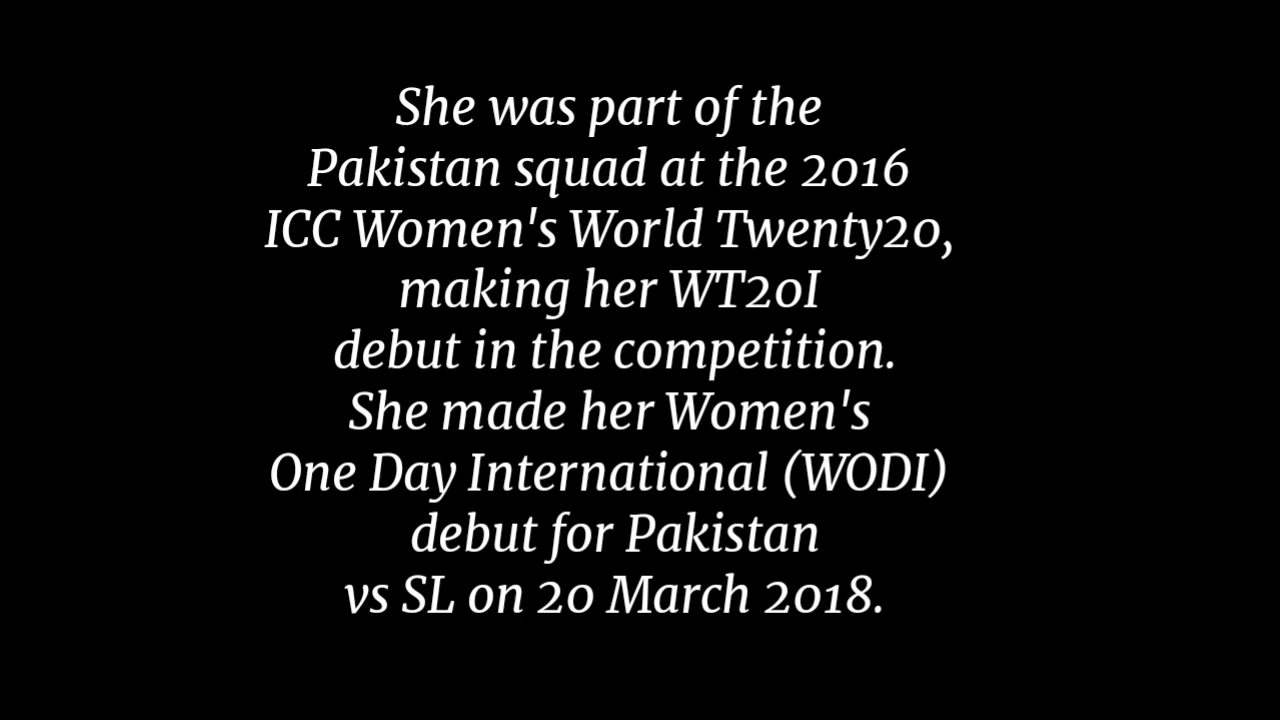 She was part of the
Pakistan squad at the 2016
ICC Women's World Twenty20,
making her WT20I
debut in the competition.
She made her Women's
One Day International (WODI)
debut for Pakistan
vs SL on 20 March 2018.